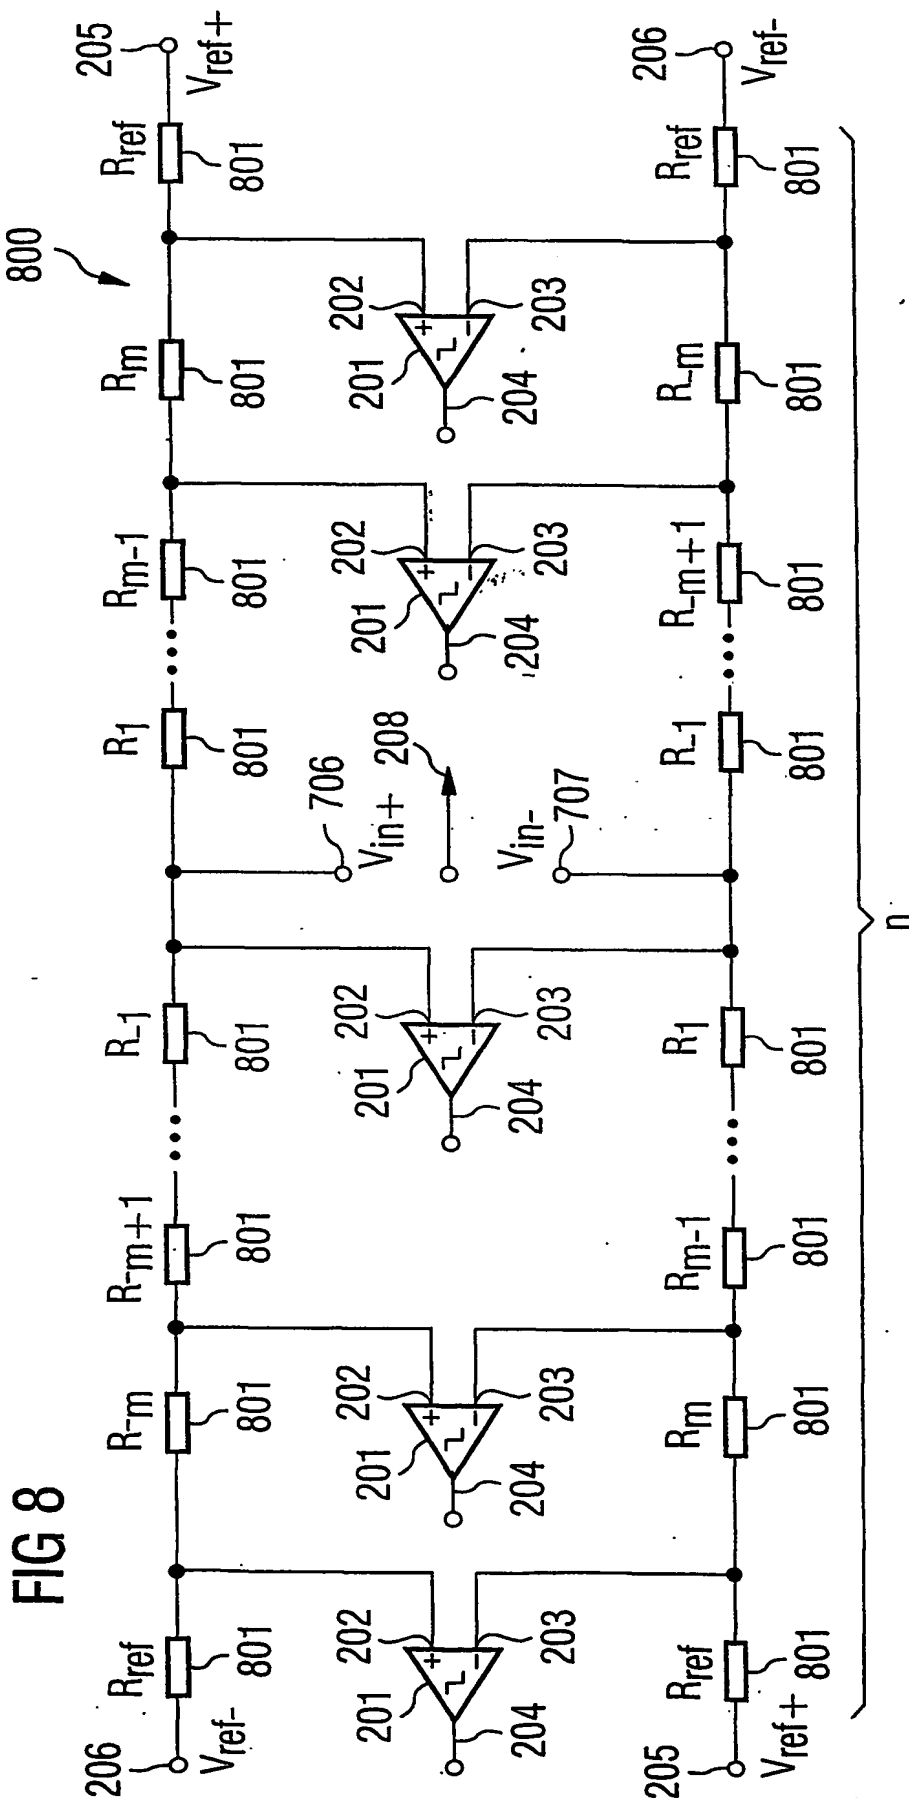 FIG 8
800
206 Rref R-m R-m+1 R-1 R1 Rm-1 Rm Rref 205
Vref- 801 801 801 801 801 801 801 801 Vref+
••• •••
706
202 202 202 202 202
201 201 201 Vin+ 208 201 201
+ + + + +
- - - - -
204 204 204 Vin- 204 204
203 203 203 707 203 203
205 Rref Rm Rm-1 R1 R-1 R-m+1 R-m Rref 206
••• •••
Vref+ 801 801 801 801 801 801 801 801 Vref-
n